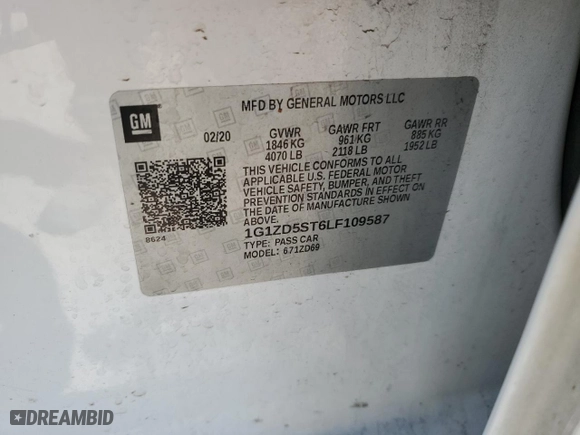 MFD BY GENERAL MOTORS LLC
GM
02/20 GVWR GAWR FRT GAWR RR
1846 KG 961 KG 885 KG
4070 LB 2118 LB 1952 LB
THIS VEHICLE CONFORMS TO ALL
APPLICABLE U.S. FEDERAL MOTOR
VEHICLE SAFETY, BUMPER, AND THEFT
PREVENTION STANDARDS IN EFFECT ON
THE DATE OF MANUFACTURE SHOWN
ABOVE.
8624
1G1ZD5ST6LF109587
TYPE: PASS CAR
MODEL: 671ZD69
DREAMBID